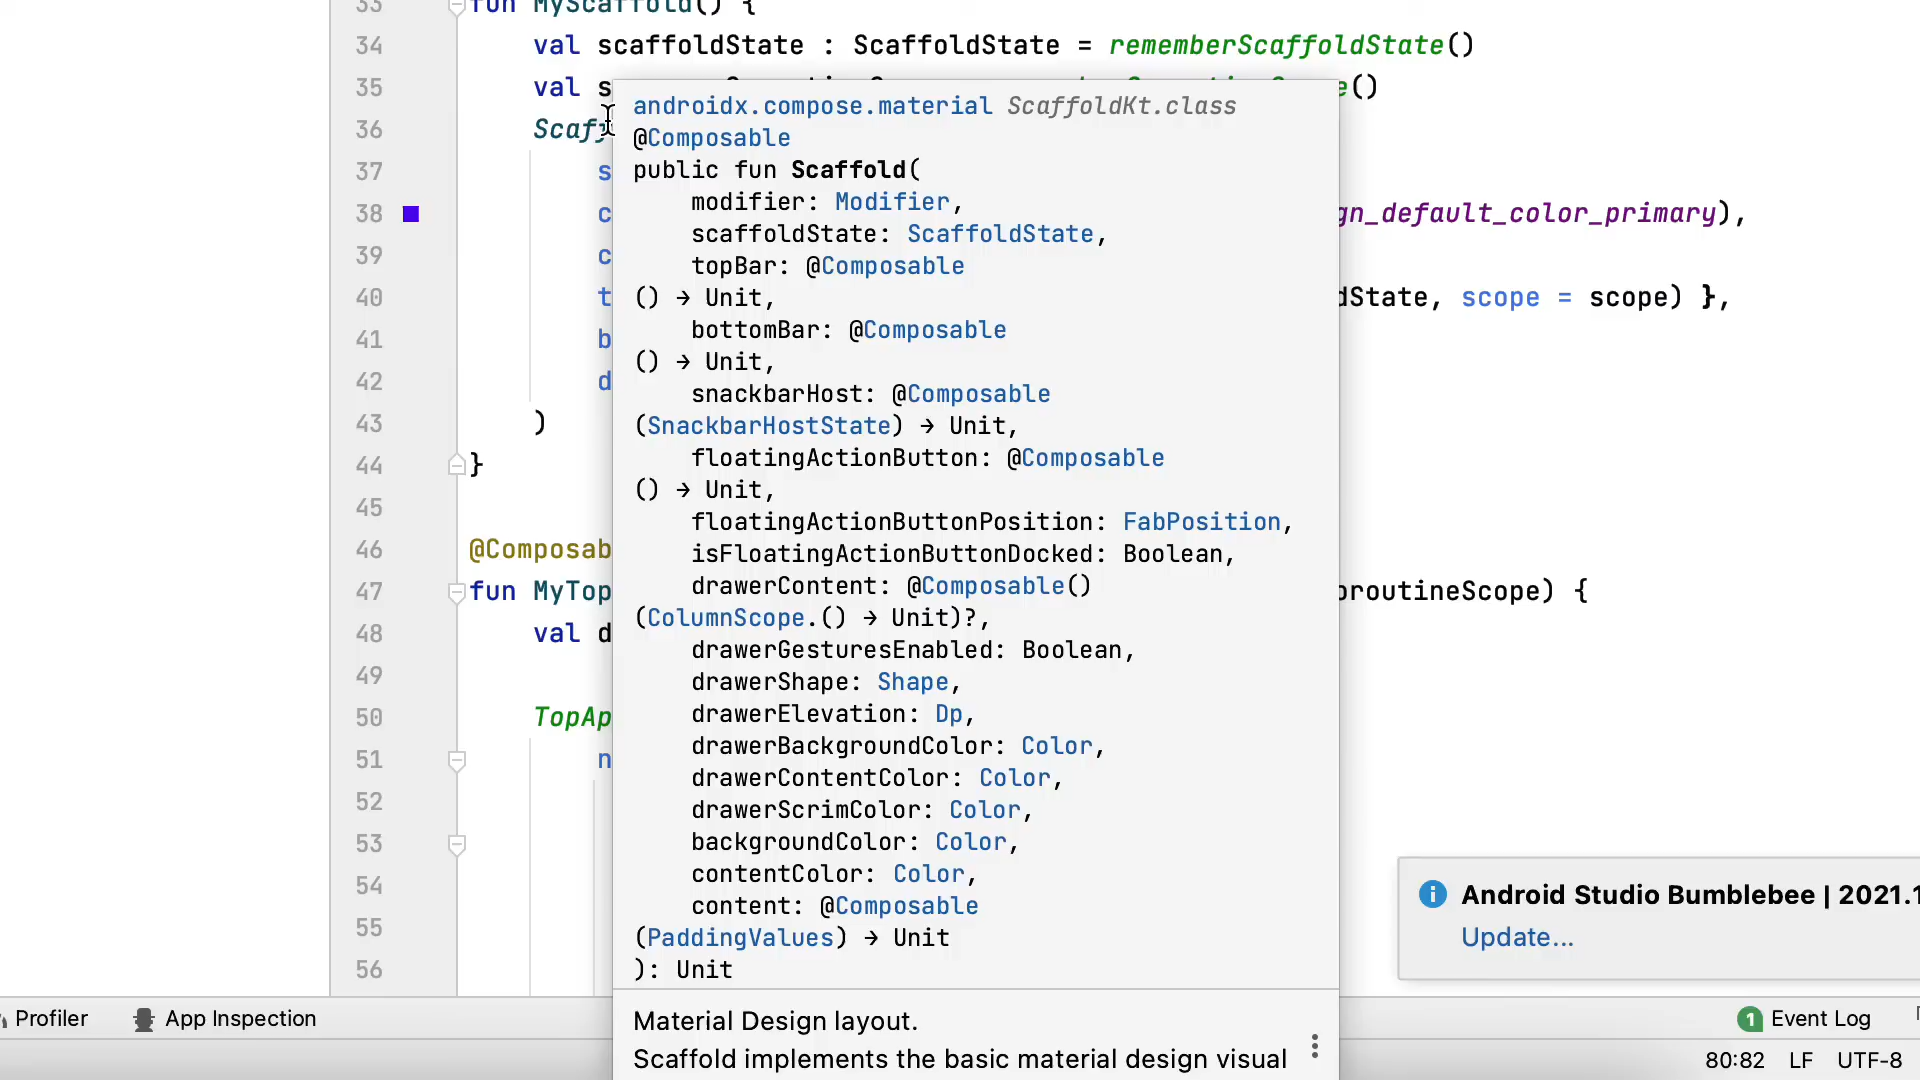 33 fun MyScaffold() {
34 val scaffoldState : ScaffoldState = rememberScaffoldState()
35 val s e()
36 Scaff
37 s
38 c gn_default_color_primary),
39 c
40 t dState, scope = scope) },
41 b
42 d
43 )
44 }
45
46 @Composab
47 fun MyTop oroutineScope) {
48 val d
49
50 TopAp
51 n
52
53
54
55
56
androidx.compose.material ScaffoldKt.class
@Composable
public fun Scaffold(
modifier: Modifier,
scaffoldState: ScaffoldState,
topBar: @Composable
() → Unit,
bottomBar: @Composable
() → Unit,
snackbarHost: @Composable
(SnackbarHostState) → Unit,
floatingActionButton: @Composable
() → Unit,
floatingActionButtonPosition: FabPosition,
isFloatingActionButtonDocked: Boolean,
drawerContent: @Composable()
(ColumnScope.() → Unit)?,
drawerGesturesEnabled: Boolean,
drawerShape: Shape,
drawerElevation: Dp,
drawerBackgroundColor: Color,
drawerContentColor: Color,
drawerScrimColor: Color,
backgroundColor: Color,
contentColor: Color,
content: @Composable
(PaddingValues) → Unit
): Unit
Material Design layout.
Scaffold implements the basic material design visual
Android Studio Bumblebee | 2021.1
Update...
Profiler App Inspection 1 Event Log
80:82 LF UTF-8